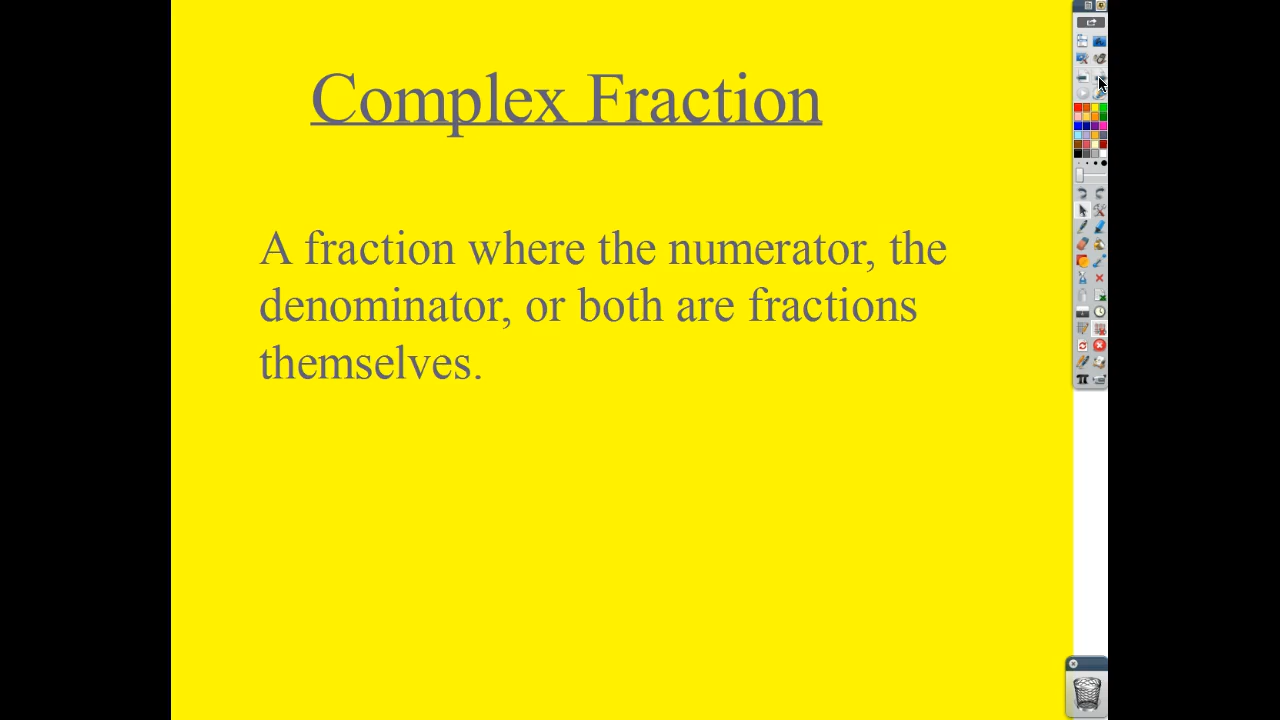 Complex Fraction
A fraction where the numerator, the
denominator, or both are fractions
themselves.